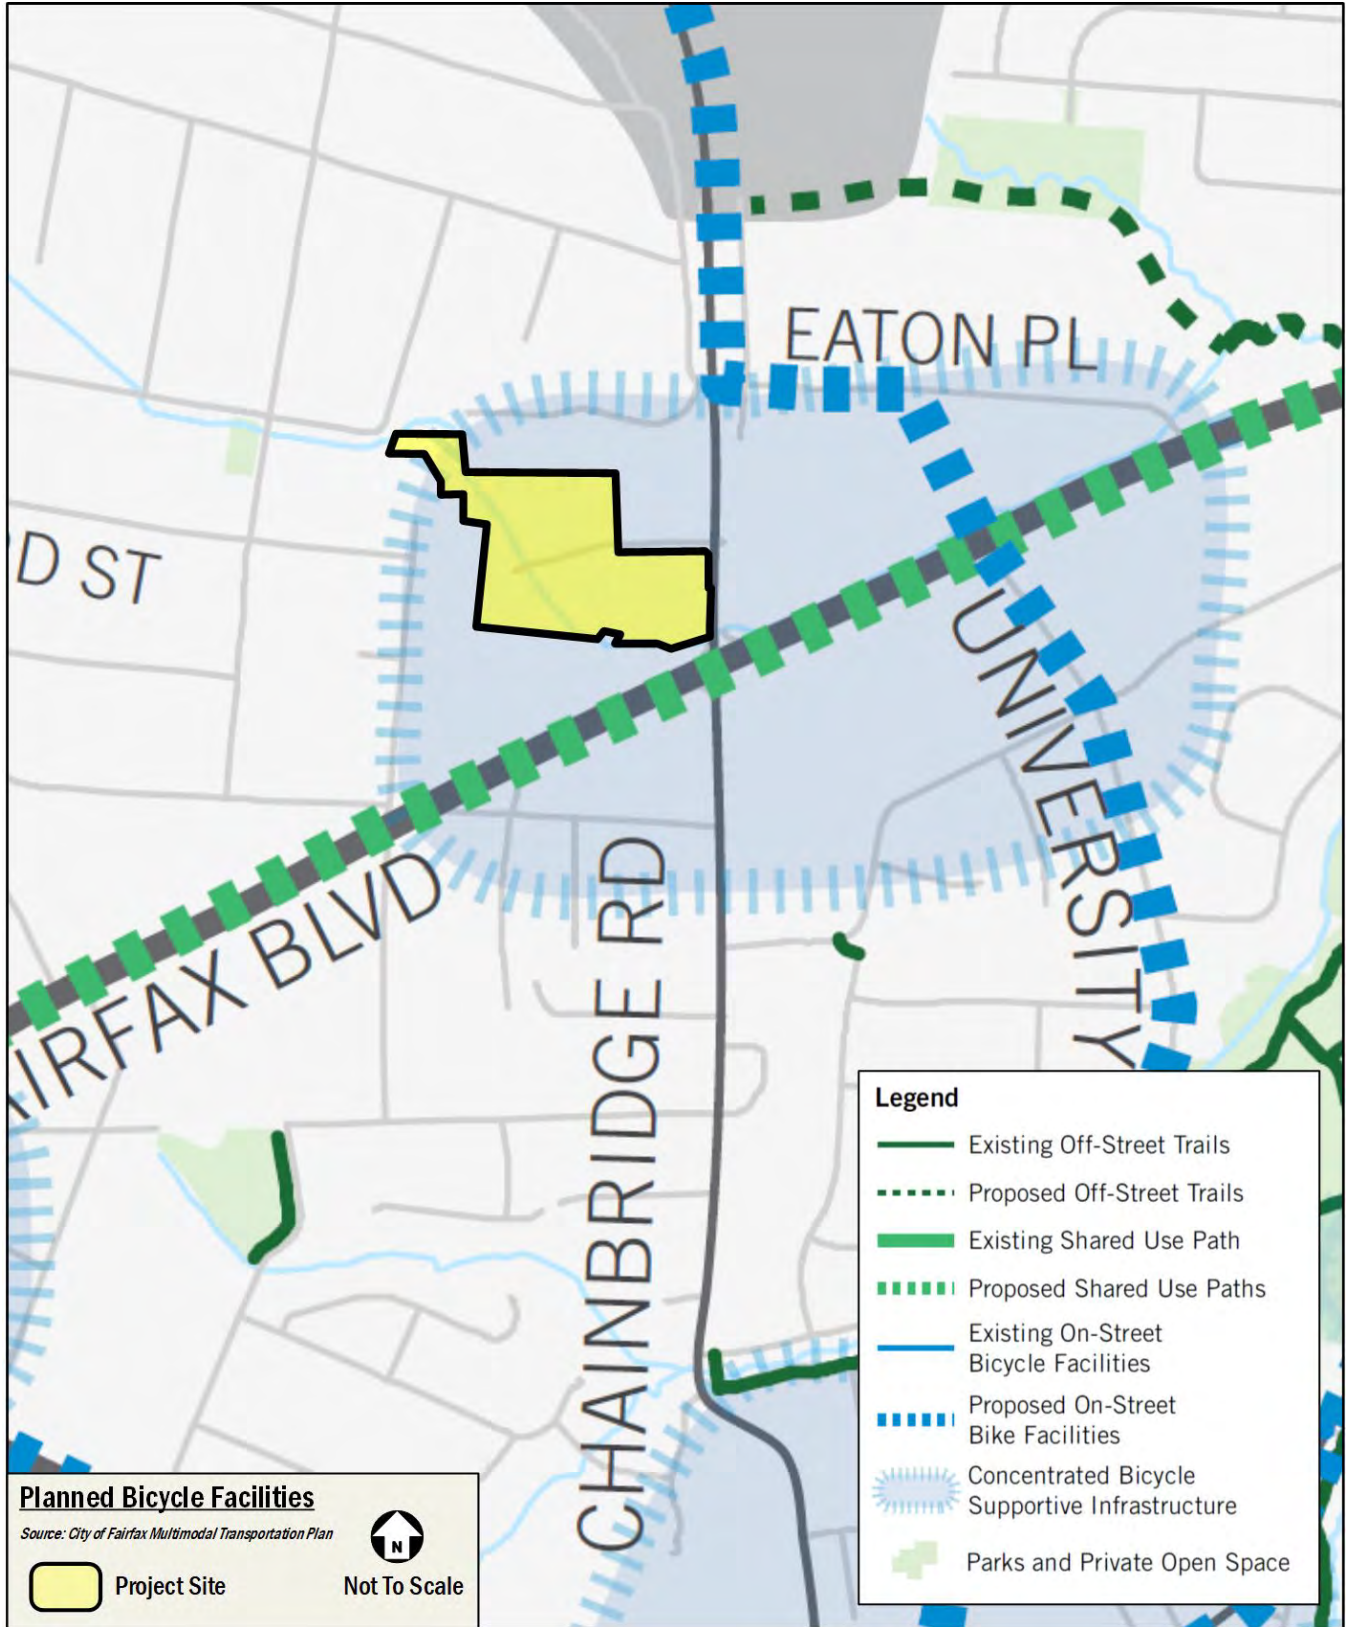 EATON PL
D ST
UNIVERSITY
AIRFAX BLVD
CHAINBRIDGE RD
Legend
Existing Off-Street Trails
Proposed Off-Street Trails
Existing Shared Use Path
Proposed Shared Use Paths
Existing On-Street
Bicycle Facilities
Proposed On-Street
Bike Facilities
Concentrated Bicycle
Supportive Infrastructure
Parks and Private Open Space
Planned Bicycle Facilities
Source: City of Fairfax Multimodal Transportation Plan
N
Project Site
Not To Scale